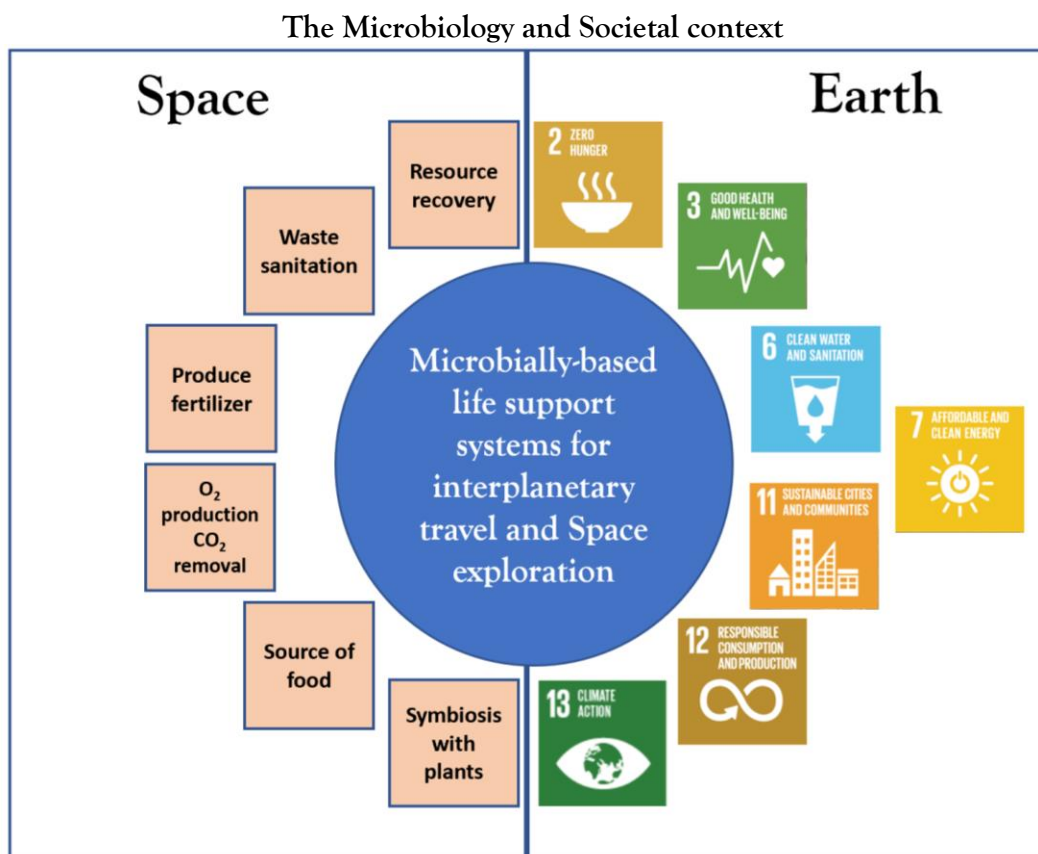 The Microbiology and Societal context
Space
Earth
Resource
recovery
Waste
sanitation
Produce
fertilizer
O₂
production
CO₂
removal
Source of
food
Symbiosis
with
plants
Microbially-based
life support
systems for
interplanetary
travel and Space
exploration
2 ZERO
HUNGER
3 GOOD HEALTH
AND WELL-BEING
6 CLEAN WATER
AND SANITATION
7 AFFORDABLE AND
CLEAN ENERGY
11 SUSTAINABLE CITIES
AND COMMUNITIES
12 RESPONSIBLE
CONSUMPTION
AND PRODUCTION
13 CLIMATE
ACTION